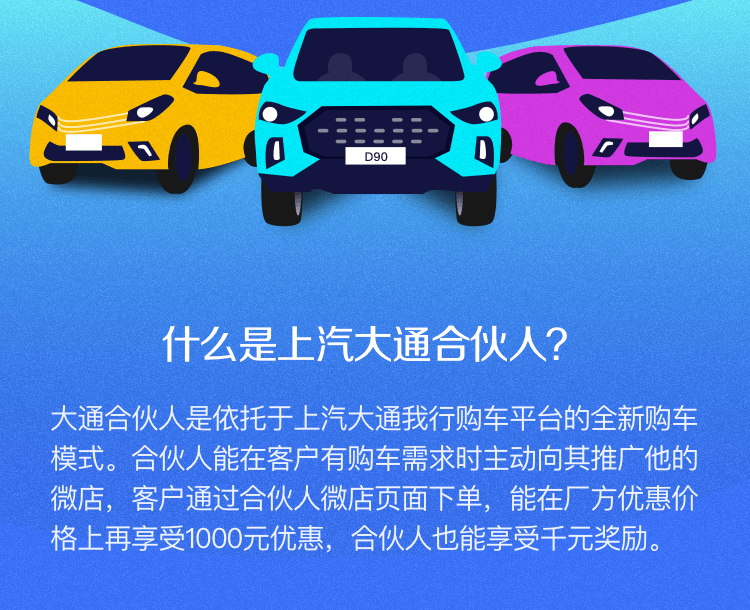 D90
什么是上汽大通合伙人?
大通合伙人是依托于上汽大通我行购车平台的全新购车
模式。合伙人能在客户有购车需求时主动向其推广他的
微店，客户通过合伙人微店页面下单，能在厂方优惠价
格上再享受1000元优惠，合伙人也能享受千元奖励。